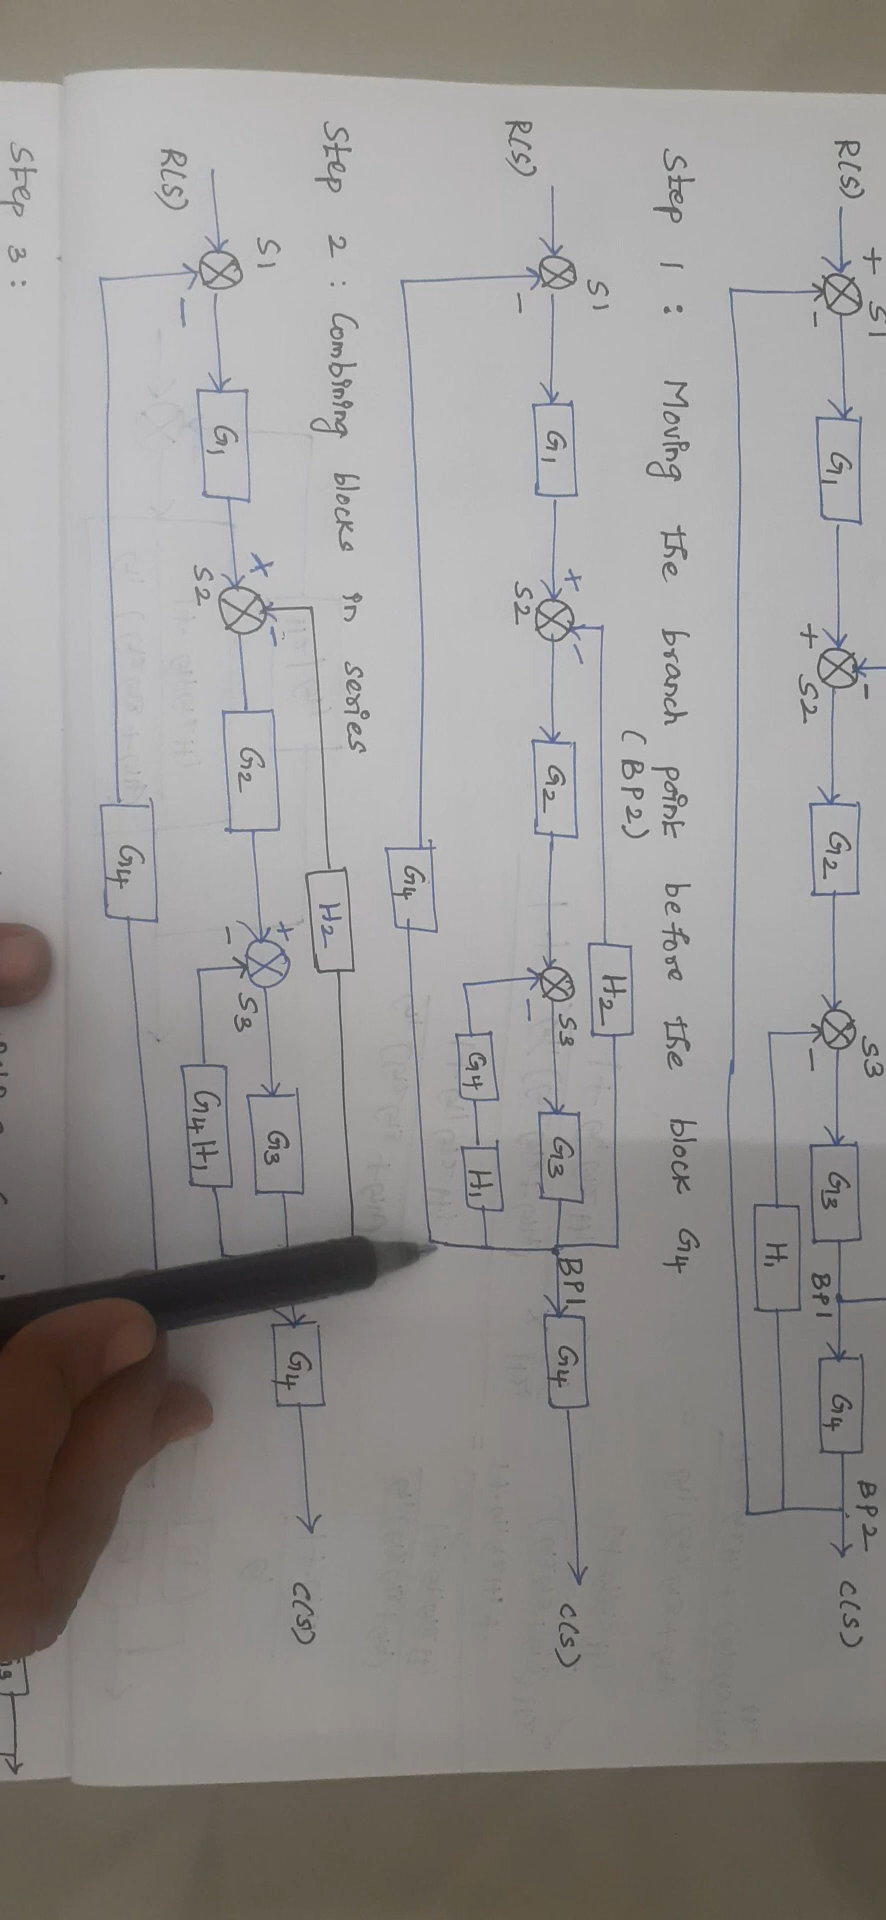 + S1 S3 BP2
R(S) - G1 + - S2 G2 - G3 BP1 G4 C(S)
H1
Step 1 : Moving the branch point before the block G4
(BP2)
H2
S1 + - S3 BP1
R(S) - G1 S2 G2 - G3 G4 C(S)
G4 H1
G4
Step 2 : Combining blocks in series
H2
S1 + - +
R(S) - G1 S2 G2 - S3 G3 G4 C(S)
G4H1
G4
Step 3 :